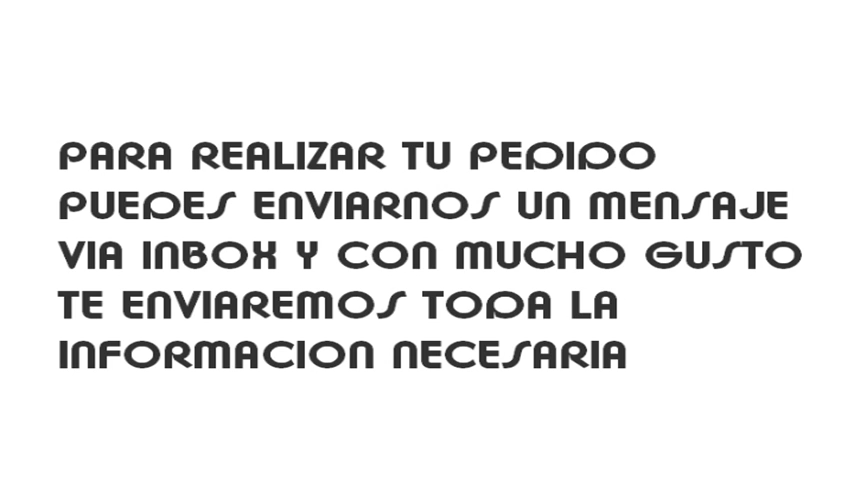 PARA REALIZAR TU PEDIDO
PUEDES ENVIARNOS UN MENSAJE
VIA INBOX Y CON MUCHO GUSTO
TE ENVIAREMOS TODA LA
INFORMACION NECESARIA